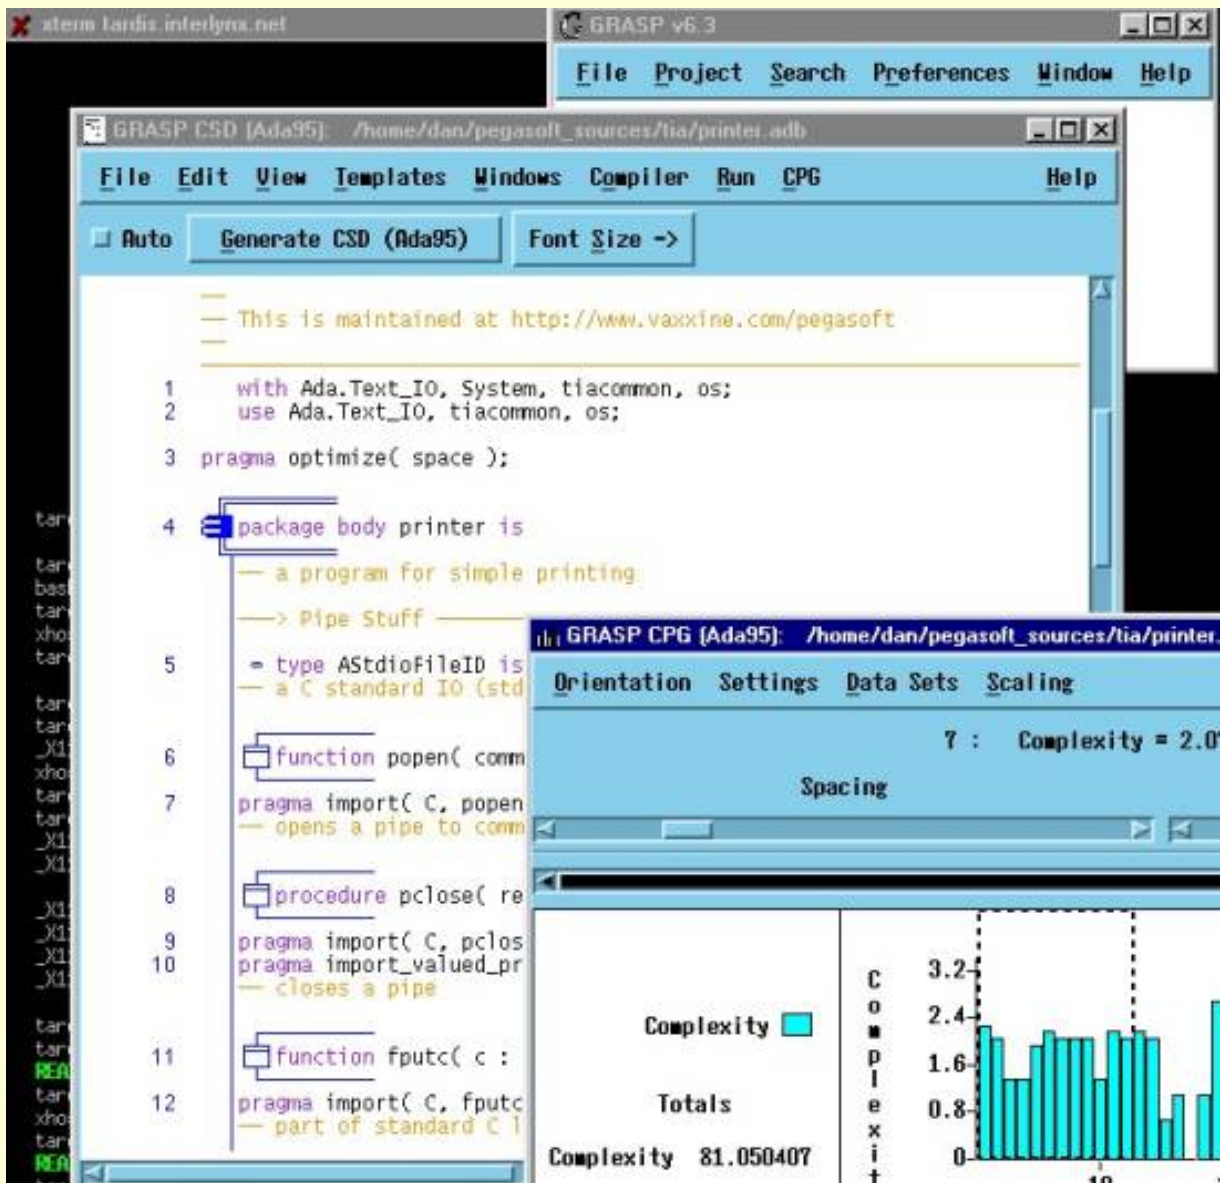 xterm tardis.interlynx.net
GRASP v6.3
File Project Search Preferences Window Help
GRASP CSD (Ada95): /home/dan/pegasoft_sources/tia/printer.adb
File Edit View Templates Windows Compiler Run CPG Help
Auto Generate CSD (Ada95) Font Size ->
--
-- This is maintained at http://www.vaxxine.com/pegasoft
--
1 with Ada.Text_IO, System, tiacommon, os;
2 use Ada.Text_IO, tiacommon, os;
3 pragma optimize( space );
4 package body printer is
-- a program for simple printing
---> Pipe Stuff
5 type AStdioFileID is
-- a C standard IO (std
6 function popen( comm
7 pragma import( C, popen
-- opens a pipe to comm
8 procedure pclose( re
9 pragma import( C, pclos
10 pragma import_valued_pr
-- closes a pipe
11 function fputc( c :
12 pragma import( C, fputc
-- part of standard C l
GRASP CPG (Ada95): /home/dan/pegasoft_sources/tia/printer.
Orientation Settings Data Sets Scaling
7 : Complexity = 2.0
Spacing
Complexity
Totals
Complexity 81.050407
Complexit
3.2
2.4
1.6
0.8
0
10